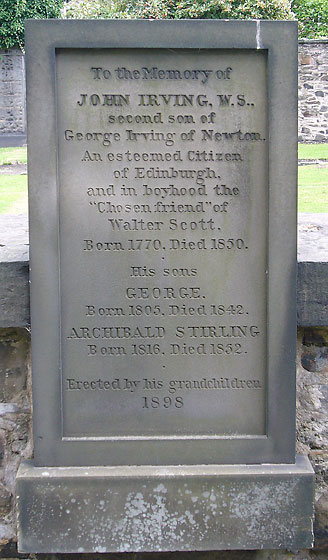 To the Memory of
JOHN IRVING, W.S.,
second son of
George Irving of Newton.
An esteemed Citizen
of Edinburgh,
and in boyhood the
"Chosen friend" of
Walter Scott,
Born 1770, Died 1850.
His sons
GEORGE,
Born 1805, Died 1842.
ARCHIBALD STIRLING
Born 1816, Died 1852.
Erected by his grandchildren
1898